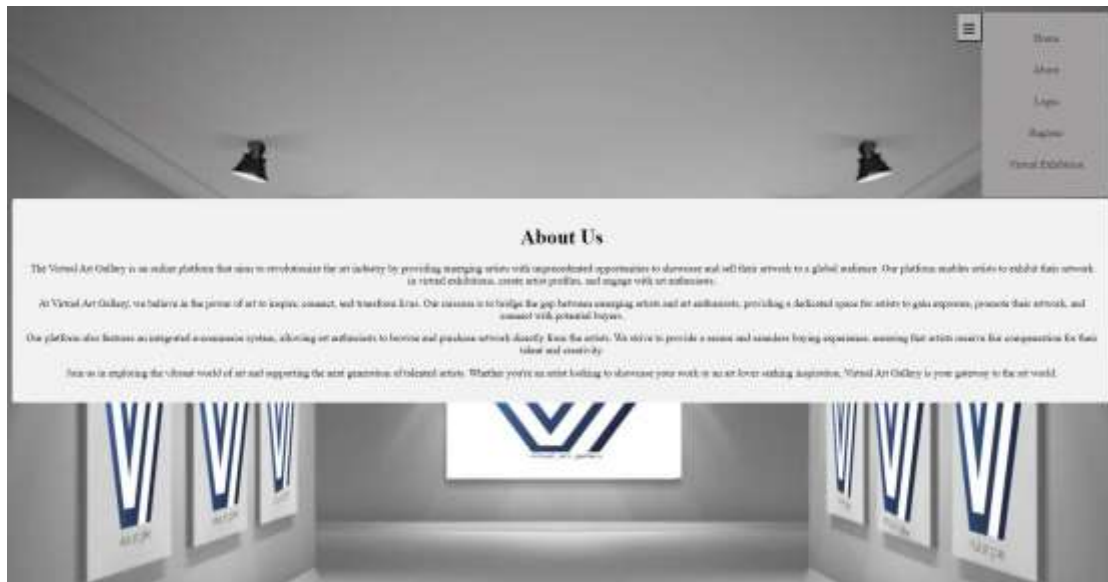 ☰
Home
About
Login
Register
Virtual Exhibition
About Us
The Virtual Art Gallery is an online platform that aims to revolutionize the art industry by providing emerging artists with unprecedented opportunities to showcase and sell their artwork to a global audience. Our platform enables artists to exhibit their artwork
in virtual exhibitions, create artist profiles, and engage with art enthusiasts.
At Virtual Art Gallery, we believe in the power of art to inspire, connect, and transform lives. Our mission is to bridge the gap between emerging artists and art enthusiasts, providing a dedicated space for artists to gain exposure, promote their artwork, and
connect with potential buyers.
Our platform also features an integrated e-commerce system, allowing art enthusiasts to browse and purchase artwork directly from the artists. We strive to provide a secure and seamless buying experience, ensuring that artists receive fair compensation for their
talent and creativity.
Join us in exploring the vibrant world of art and supporting the next generation of talented artists. Whether you're an artist looking to showcase your work or an art lover seeking inspiration, Virtual Art Gallery is your gateway to the art world.
virtual art gallery